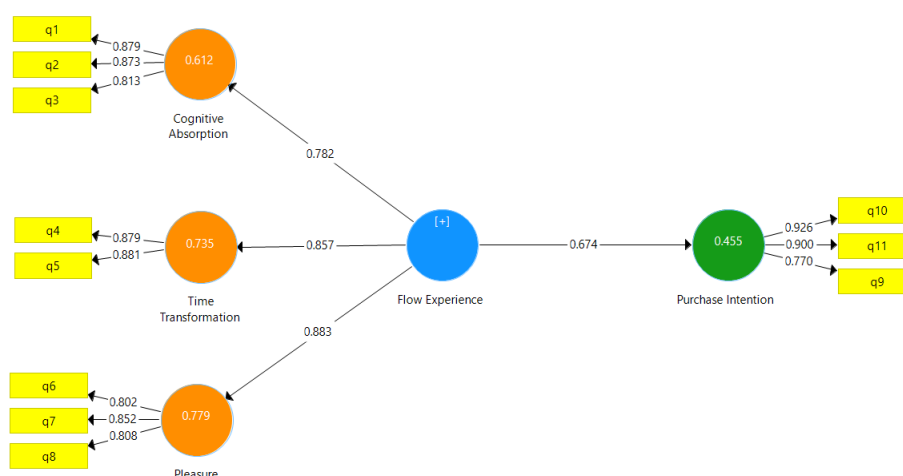 q1
q2
q3
0.879
0.873
0.813
0.612
Cognitive
Absorption
0.782
q4
q5
0.879
0.881
0.735
Time
Transformation
0.857
[+]
Flow Experience
0.674
0.455
Purchase Intention
0.926
0.900
0.770
q10
q11
q9
0.883
q6
q7
q8
0.802
0.852
0.808
0.779
Pleasure